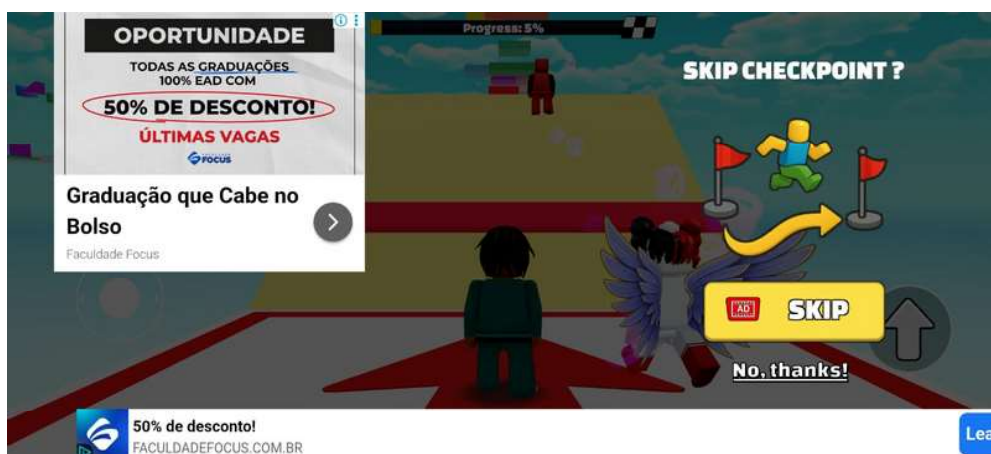 OPORTUNIDADE
TODAS AS GRADUAÇÕES
100% EAD COM
50% DE DESCONTO!
ÚLTIMAS VAGAS
FOCUS
Graduação que Cabe no
Bolso
Faculdade Focus
Progress: 5%
SKIP CHECKPOINT ?
AD SKIP
No, thanks!
50% de desconto!
FACULDADEFOCUS.COM.BR
Lea